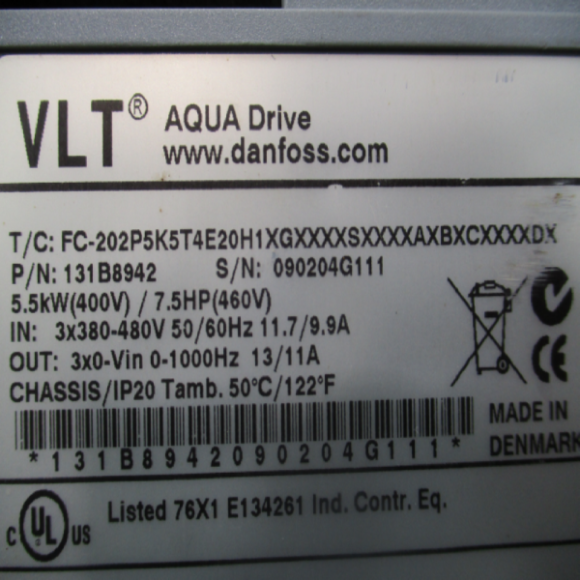 VLT® AQUA Drive
www.danfoss.com
T/C: FC-202P5K5T4E20H1XGXXXXSXXXXAXBXCXXXXDX
P/N: 131B8942 S/N: 090204G111
5.5kW(400V) / 7.5HP(460V)
IN: 3x380-480V 50/60Hz 11.7/9.9A
OUT: 3x0-Vin 0-1000Hz 13/11A
CHASSIS/IP20 Tamb. 50°C/122°F
*131B8942090204G111*
MADE IN
DENMARK
C UL US Listed 76X1 E134261 Ind. Contr. Eq.